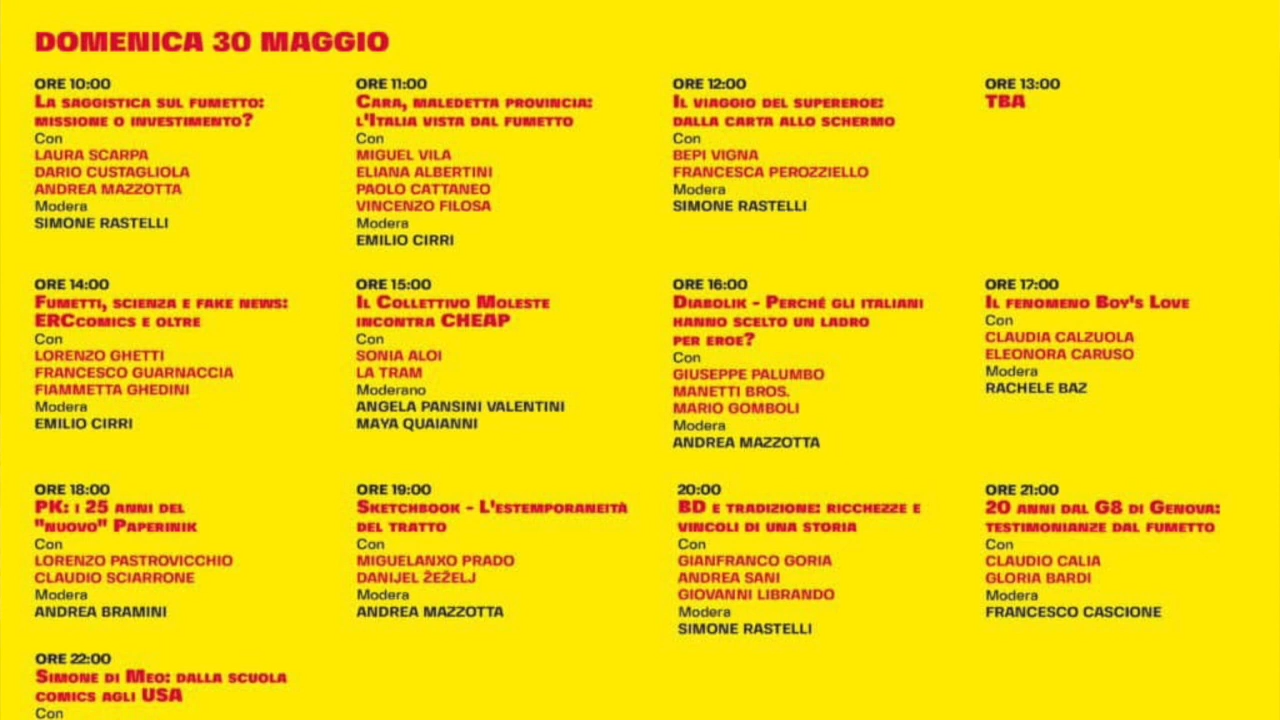 DOMENICA 30 MAGGIO
ORE 10:00
La saggistica sul fumetto:
missione o investimento?
Con
LAURA SCARPA
DARIO CUSTAGLIOLA
ANDREA MAZZOTTA
Modera
SIMONE RASTELLI
ORE 11:00
Cara, maledetta provincia:
l'Italia vista dal fumetto
Con
MIGUEL VILA
ELIANA ALBERTINI
PAOLO CATTANEO
VINCENZO FILOSA
Modera
EMILIO CIRRI
ORE 12:00
Il viaggio del supereroe:
dalla carta allo schermo
Con
BEPI VIGNA
FRANCESCA PEROZZIELLO
Modera
SIMONE RASTELLI
ORE 13:00
TBA
ORE 14:00
Fumetti, scienza e fake news:
ERCcomics e oltre
Con
LORENZO GHETTI
FRANCESCO GUARNACCIA
FIAMMETTA GHEDINI
Modera
EMILIO CIRRI
ORE 15:00
Il Collettivo Moleste
incontra CHEAP
Con
SONIA ALOI
LA TRAM
Moderano
ANGELA PANSINI VALENTINI
MAYA QUAIANNI
ORE 16:00
Diabolik - Perché gli italiani
hanno scelto un ladro
per eroe?
Con
GIUSEPPE PALUMBO
MANETTI BROS.
MARIO GOMBOLI
Modera
ANDREA MAZZOTTA
ORE 17:00
Il fenomeno Boy's Love
Con
CLAUDIA CALZUOLA
ELEONORA CARUSO
Modera
RACHELE BAZ
ORE 18:00
PK: i 25 anni del
"nuovo" Paperinik
Con
LORENZO PASTROVICCHIO
CLAUDIO SCIARRONE
Modera
ANDREA BRAMINI
ORE 19:00
Sketchbook - L'estemporaneità
del tratto
Con
MIGUELANXO PRADO
DANIJEL ŽEŽELJ
Modera
ANDREA MAZZOTTA
20:00
BD e tradizione: ricchezze e
vincoli di una storia
Con
GIANFRANCO GORIA
ANDREA SANI
GIOVANNI LIBRANDO
Modera
SIMONE RASTELLI
ORE 21:00
20 anni dal G8 di Genova:
testimonianze dal fumetto
Con
CLAUDIO CALIA
GLORIA BARDI
Modera
FRANCESCO CASCIONE
ORE 22:00
Simone di Meo: dalla scuola
comics agli USA
Con